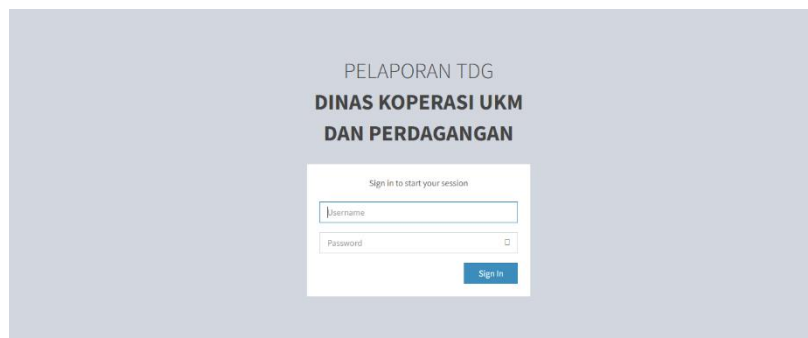 PELAPORAN TDG
DINAS KOPERASI UKM
DAN PERDAGANGAN
Sign in to start your session
Username
Password
Sign In